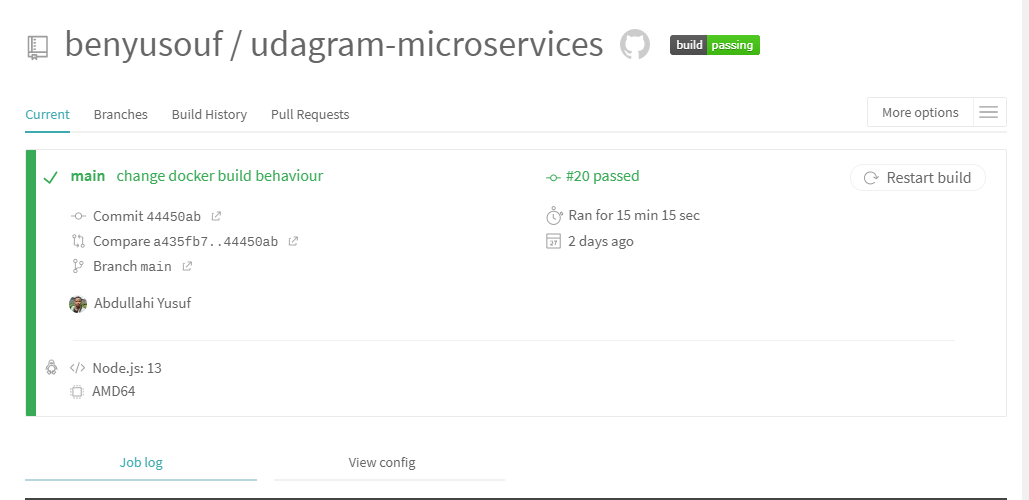 benyusouf / udagram-microservices build passing
Current Branches Build History Pull Requests More options
main change docker build behaviour #20 passed Restart build
Commit 44450ab Ran for 15 min 15 sec
Compare a435fb7..44450ab 27 2 days ago
Branch main
Abdullahi Yusuf
</> Node.js: 13
AMD64
Job log View config